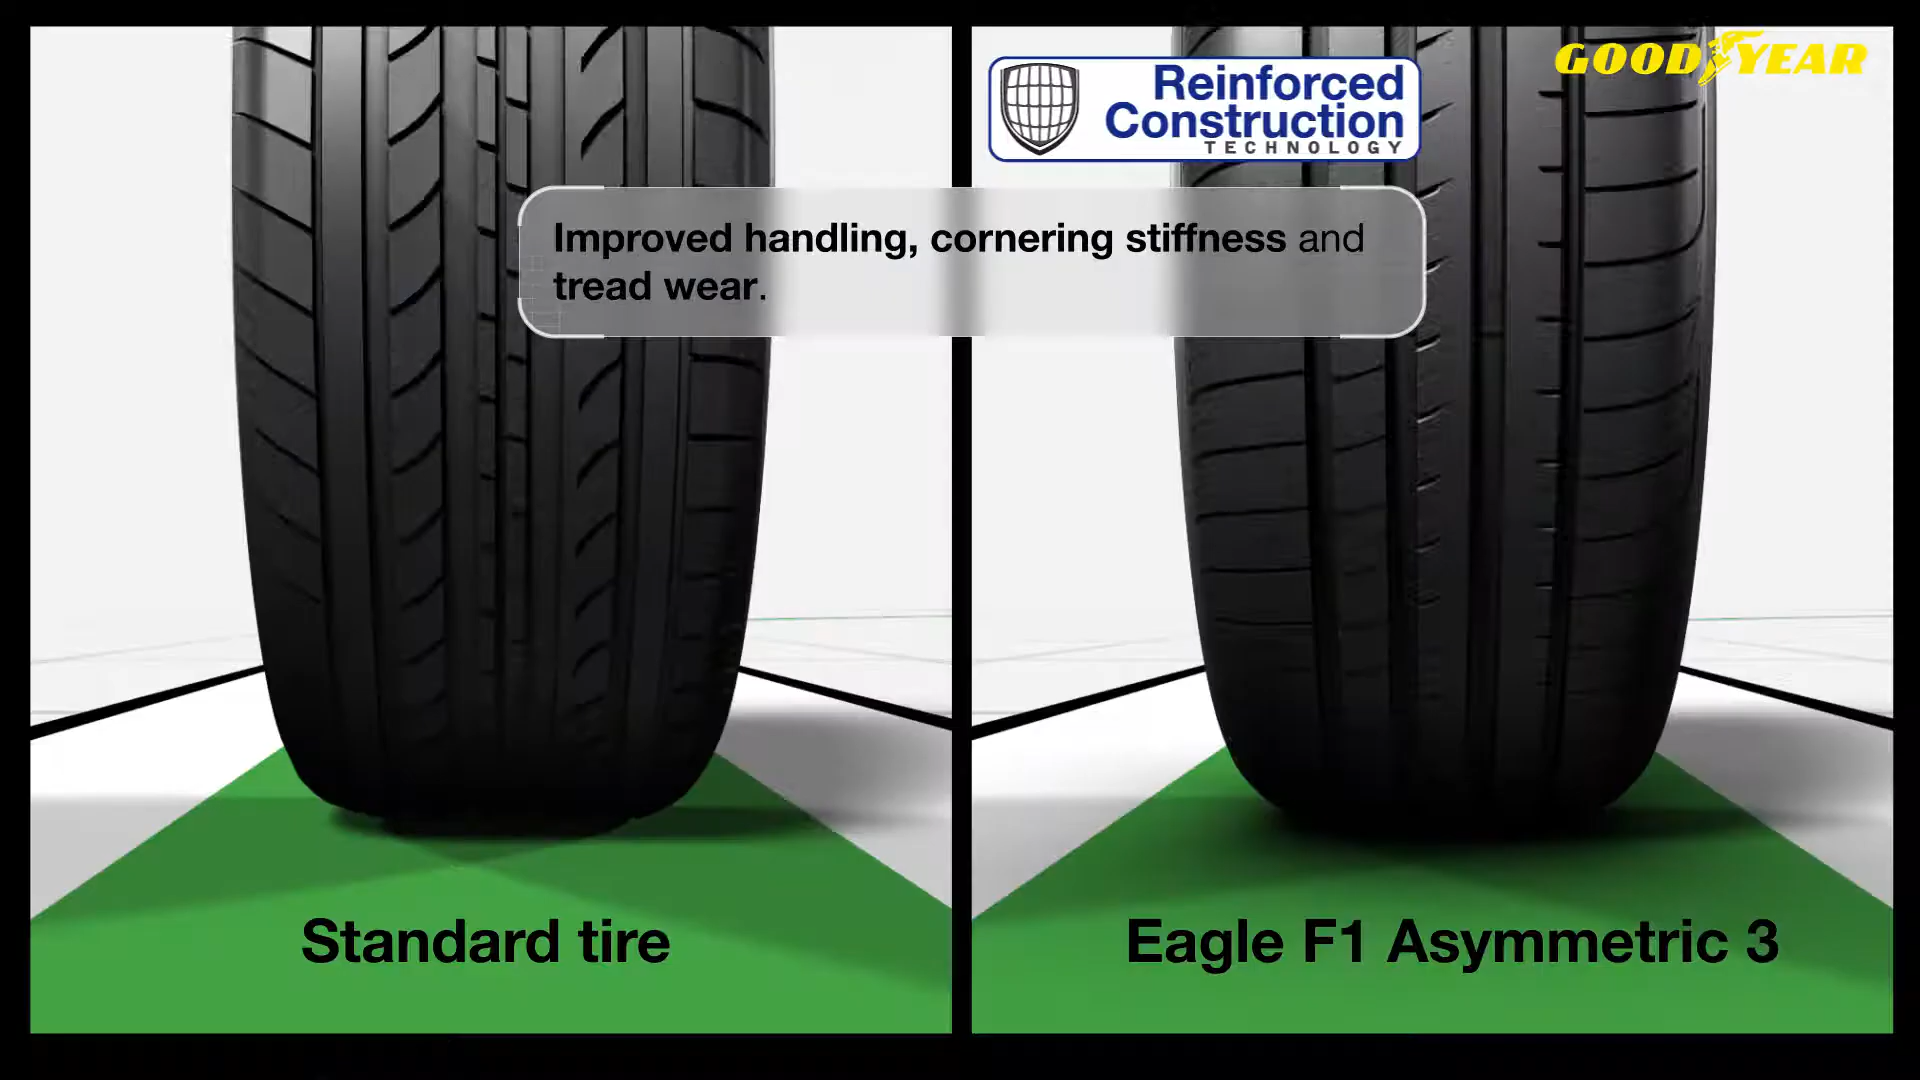 GOODYEAR
Reinforced
Construction
TECHNOLOGY
Improved handling, cornering stiffness and
tread wear.
Standard tire
Eagle F1 Asymmetric 3